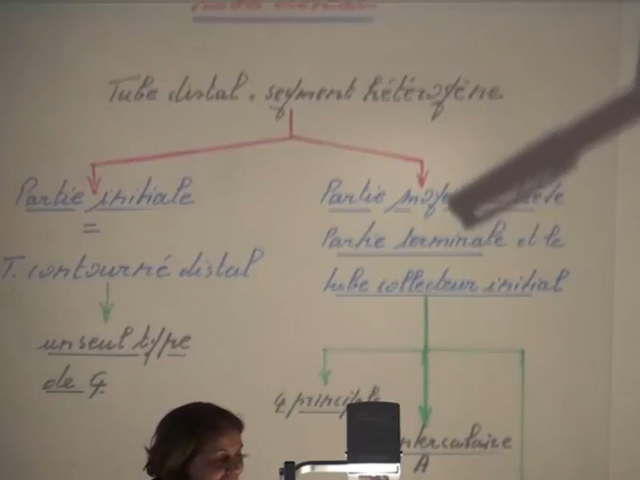 Tube distal : segment hétérogène
Partie initiale
=
T. contourné distal
un seul type
de C
Partie
Partie terminale et le
tube collecteur initial
principle
intercalaire
A